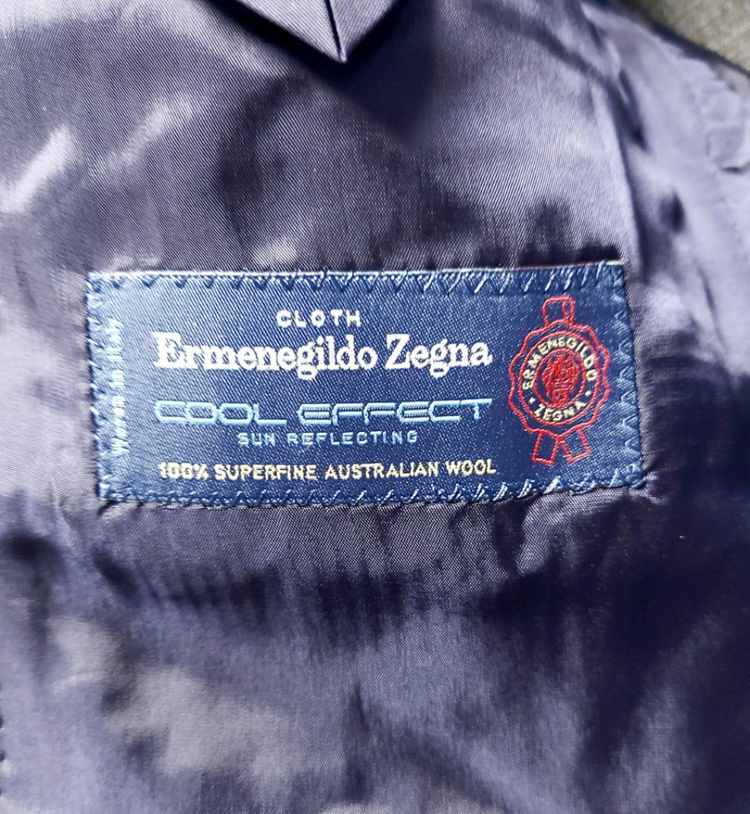 CLOTH
Ermenegildo Zegna
COOL EFFECT
SUN REFLECTING
100% SUPERFINE AUSTRALIAN WOOL
Woven in Italy
ERMENEGILDO
ZEGNA